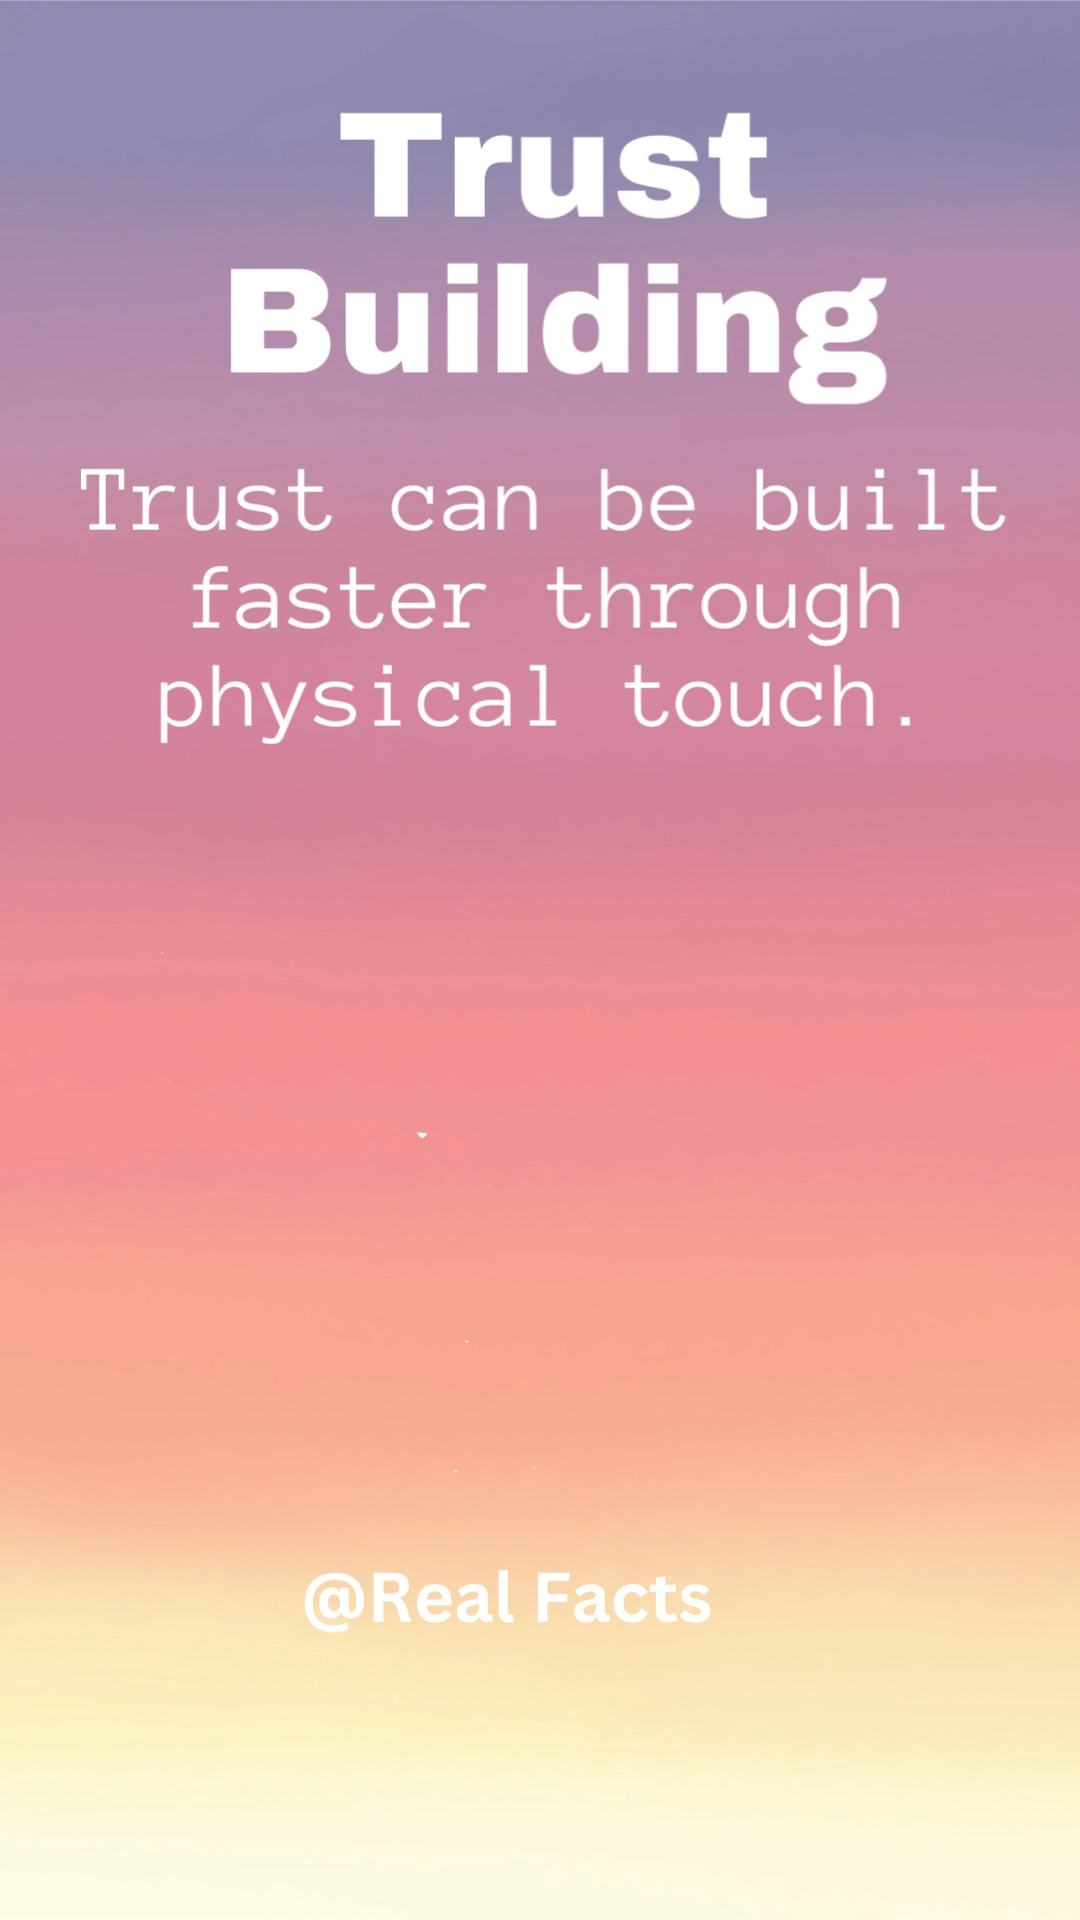 Trust
Building
Trust can be built
faster through
physical touch.
@Real Facts